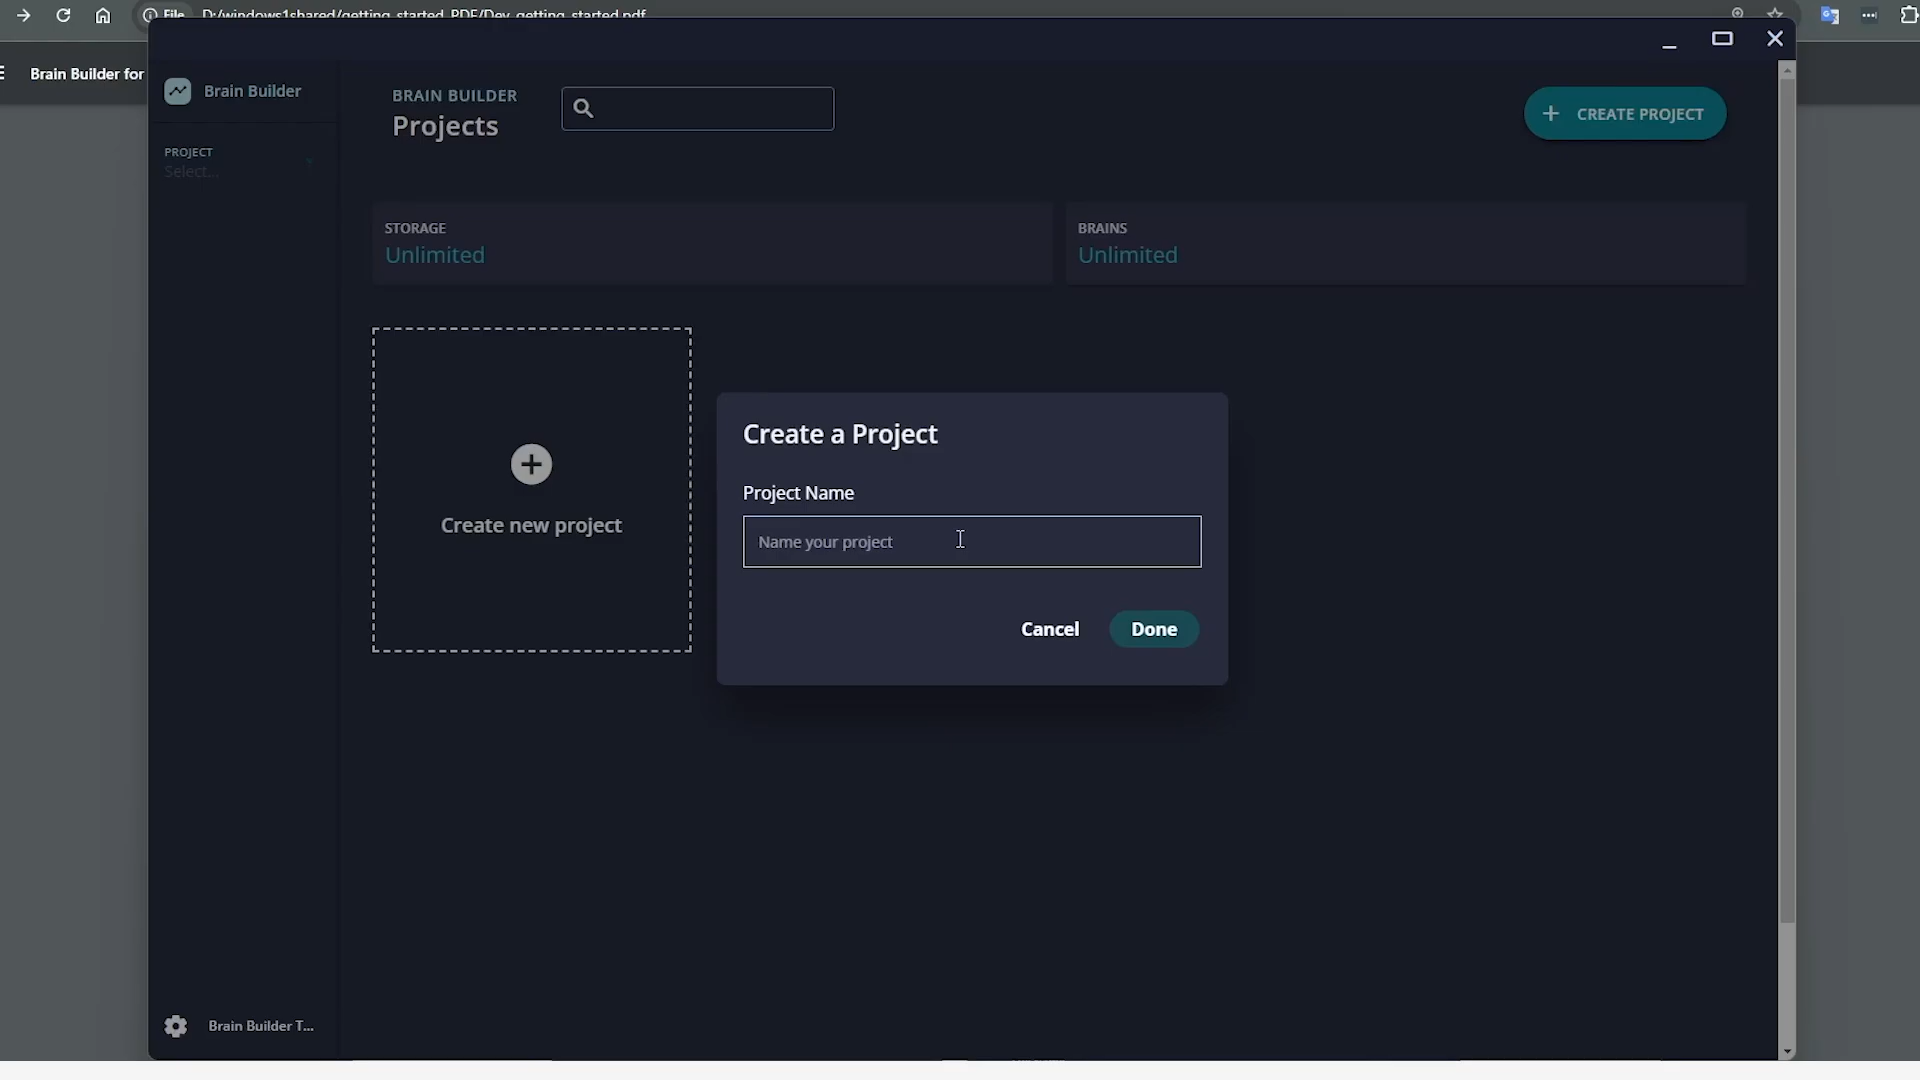 File D:/windows1shared/getting_started_PDF/Dev_getting_started.pdf
Brain Builder for
Brain Builder
PROJECT
Select...
BRAIN BUILDER
Projects
+ CREATE PROJECT
STORAGE
Unlimited
BRAINS
Unlimited
Create new project
Create a Project
Project Name
Name your project
Cancel
Done
Brain Builder T...